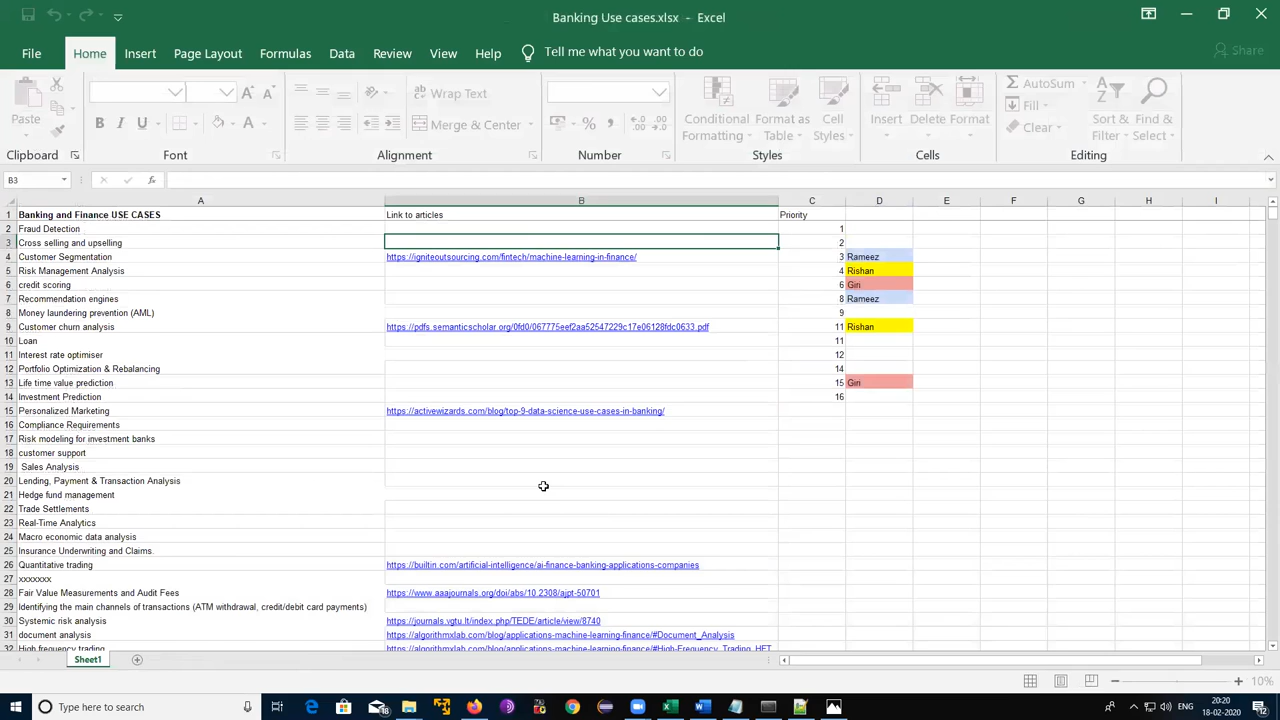 Banking Use cases.xlsx - Excel
File Home Insert Page Layout Formulas Data Review View Help Tell me what you want to do Share
Paste Wrap Text Merge & Center Conditional Formatting Format as Table Cell Styles Insert Delete Format AutoSum Fill Clear Sort & Filter Find & Select
Clipboard Font Alignment Number Styles Cells Editing
B3 fx
A B C D E F G H I
1 Banking and Finance USE CASES Link to articles Priority
2 Fraud Detection 1
3 Cross selling and upselling 2
4 Customer Segmentation https://igniteoutsourcing.com/fintech/machine-learning-in-finance/ 3 Rameez
5 Risk Management Analysis 4 Rishan
6 credit scoring 6 Giri
7 Recommendation engines 8 Rameez
8 Money laundering prevention (AML) 9
9 Customer churn analysis https://pdfs.semanticscholar.org/0fd0/067775eef2aa52547229c17e06128fdc0633.pdf 11 Rishan
10 Loan 11
11 Interest rate optimiser 12
12 Portfolio Optimization & Rebalancing 14
13 Life time value prediction 15 Giri
14 Investment Prediction 16
15 Personalized Marketing https://activewizards.com/blog/top-9-data-science-use-cases-in-banking/
16 Compliance Requirements
17 Risk modeling for investment banks
18 customer support
19 Sales Analysis
20 Lending, Payment & Transaction Analysis
21 Hedge fund management
22 Trade Settlements
23 Real-Time Analytics
24 Macro economic data analysis
25 Insurance Underwriting and Claims.
26 Quantitative trading https://builtin.com/artificial-intelligence/ai-finance-banking-applications-companies
27 xxxxxxx
28 Fair Value Measurements and Audit Fees https://www.aaajournals.org/doi/abs/10.2308/ajpt-50701
29 Identifying the main channels of transactions (ATM withdrawal, credit/debit card payments)
30 Systemic risk analysis https://journals.vgtu.lt/index.php/TEDE/article/view/8740
31 document analysis https://algorithmxlab.com/blog/applications-machine-learning-finance/#Document_Analysis
High frequency trading https://algorithmxlab.com/blog/applications-machine-learning-finance/#High-Frequency_Trading_HFT
Sheet1
10%
Type here to search 18 ENG 20:20 18-02-2020 12